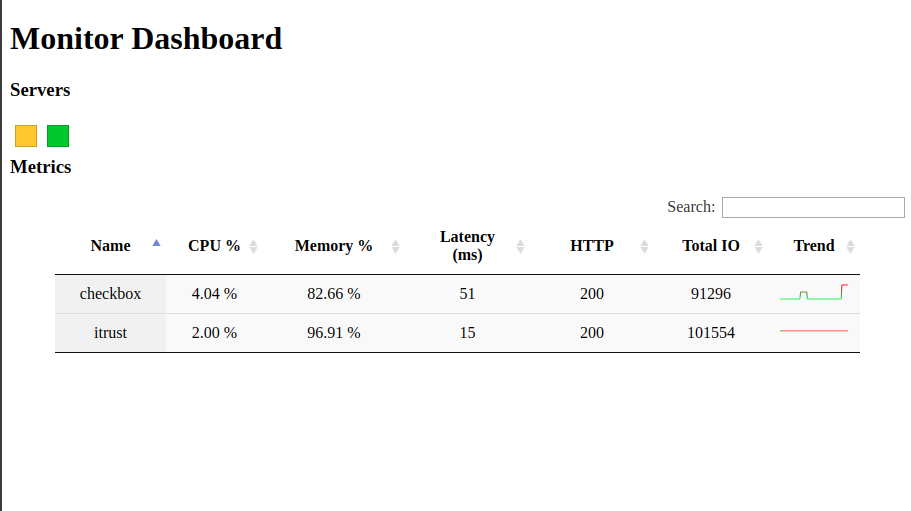 Monitor Dashboard
Servers
Metrics
Search:
Name CPU % Memory % Latency (ms) HTTP Total IO Trend
checkbox 4.04 % 82.66 % 51 200 91296
itrust 2.00 % 96.91 % 15 200 101554